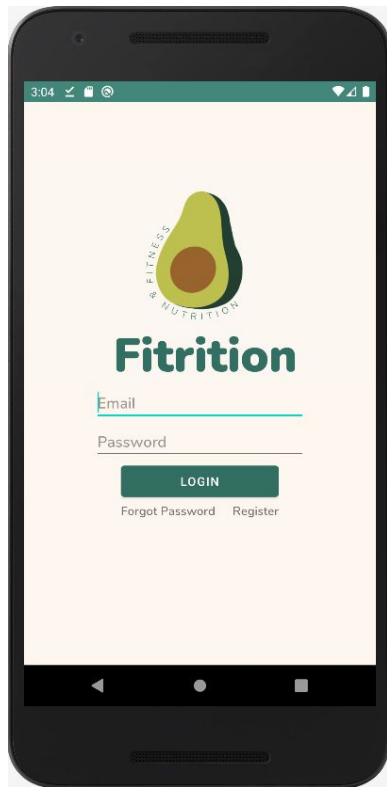 3:04
FITNESS
& NUTRITION
Fitrition
Email
Password
LOGIN
Forgot Password Register